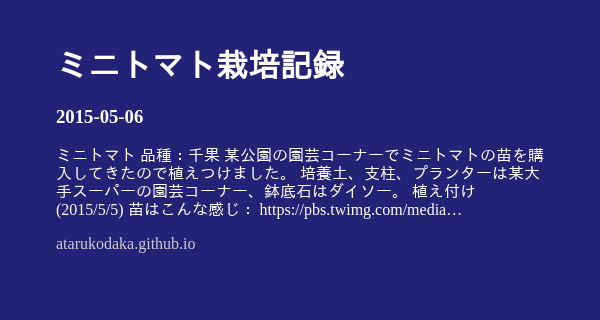 ミニトマト栽培記録
2015-05-06
ミニトマト 品種：千果 某公園の園芸コーナーでミニトマトの苗を購
入してきたので植えつけました。 培養土、支柱、プランターは某大
手スーパーの園芸コーナー、鉢底石はダイソー。 植え付け
(2015/5/5) 苗はこんな感じ： https://pbs.twimg.com/media…
atarukodaka.github.io